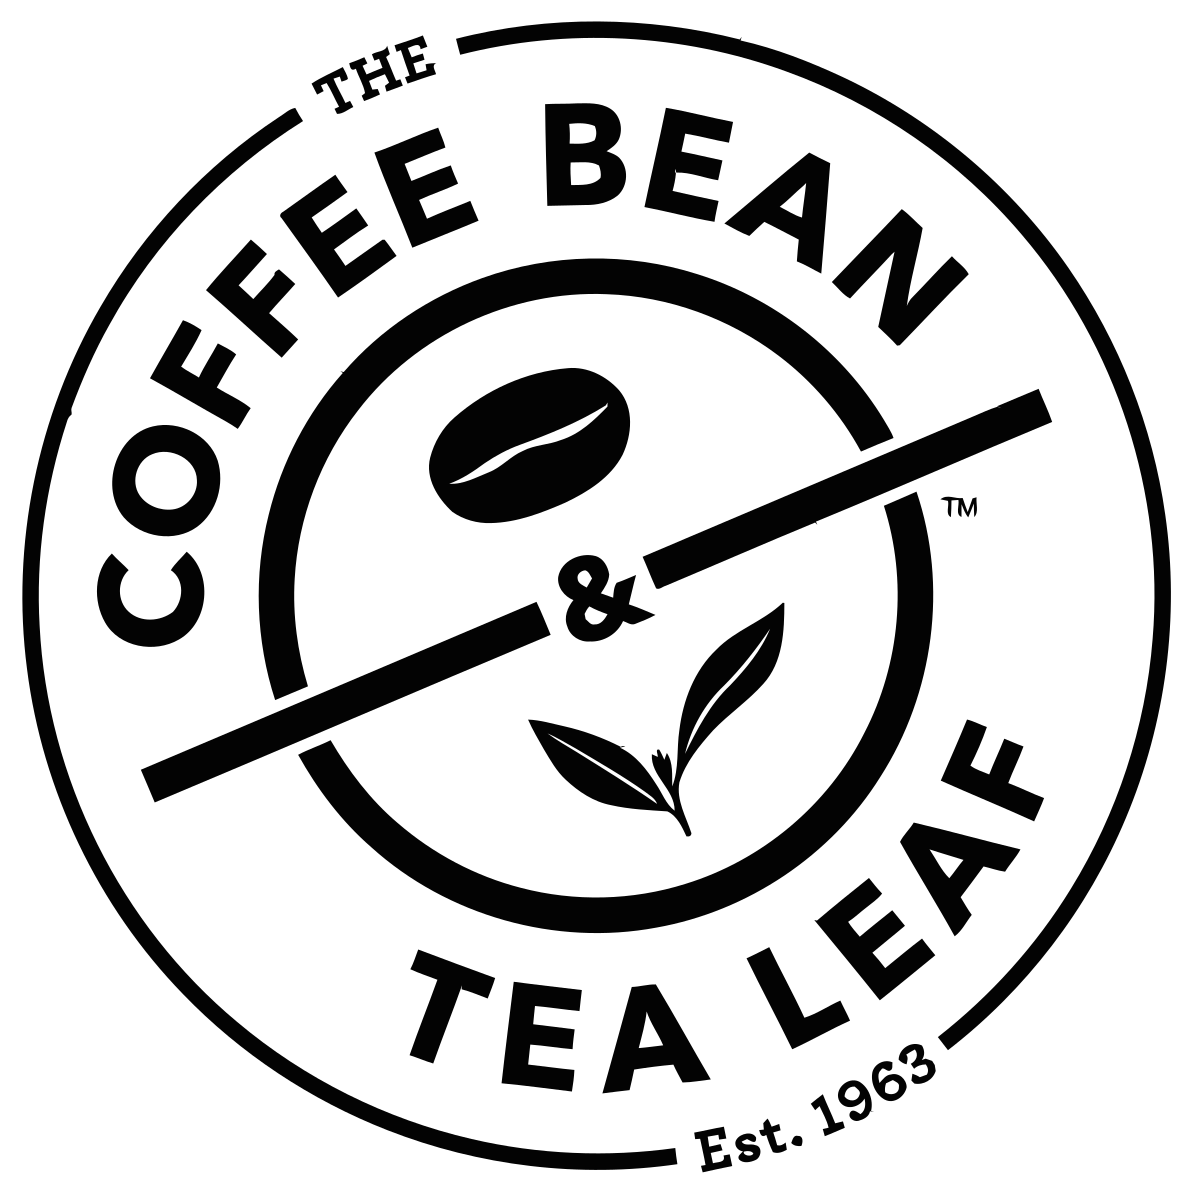 THE
COFFEE BEAN
&
TM
TEA LEAF
Est. 1963